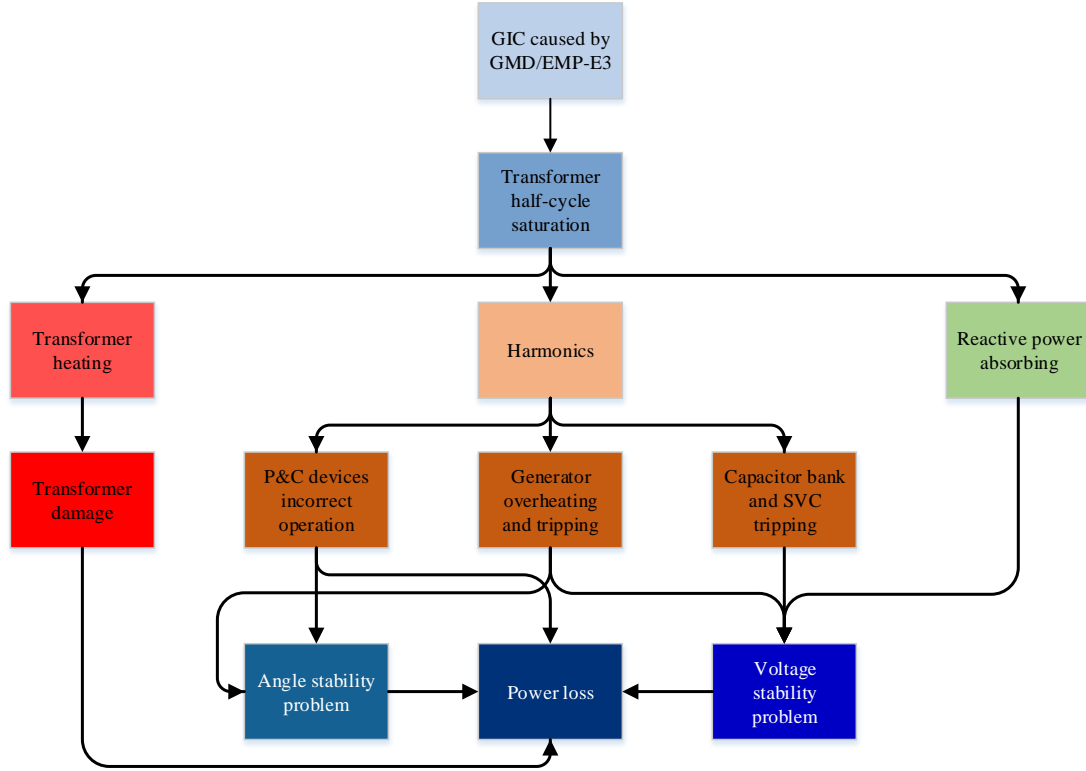 GIC caused by
GMD/EMP-E3
Transformer
half-cycle
saturation
Transformer
heating
Harmonics
Reactive power
absorbing
Transformer
damage
P&C devices
incorrect
operation
Generator
overheating
and tripping
Capacitor bank
and SVC
tripping
Angle stability
problem
Power loss
Voltage
stability
problem